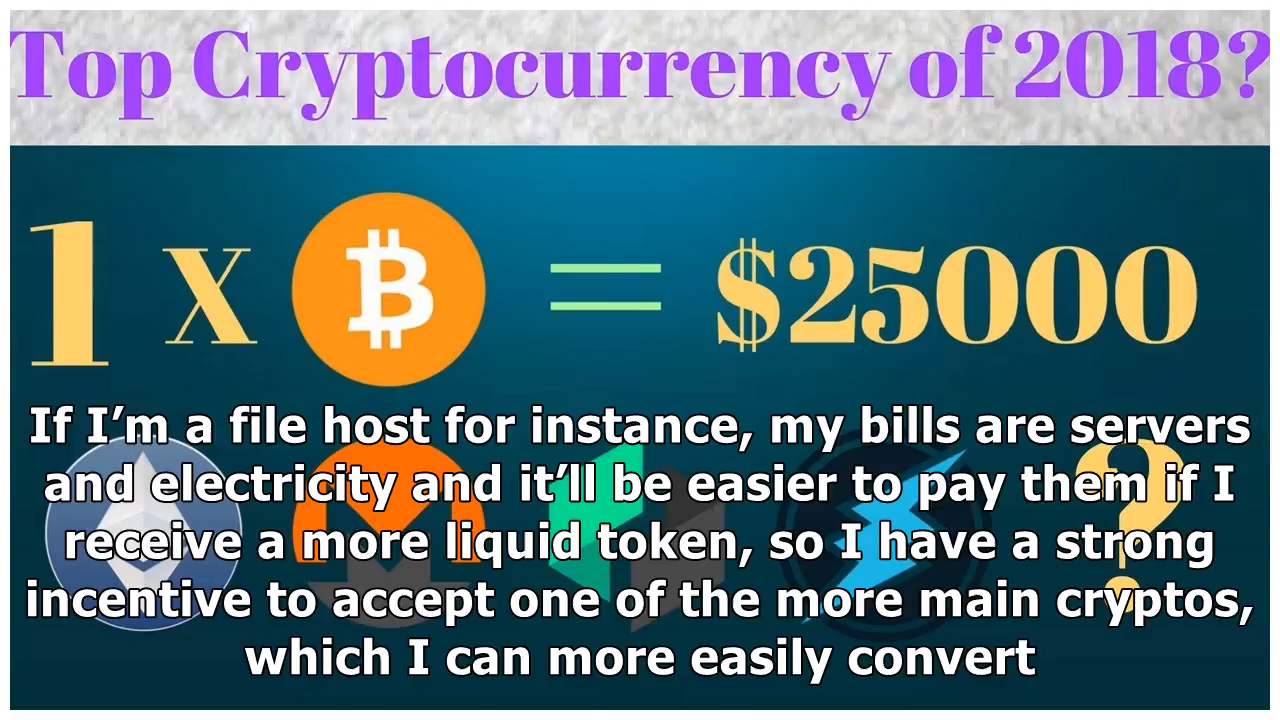 Top Cryptocurrency of 2018?
1 x ₿ = $25000
If I’m a file host for instance, my bills are servers
and electricity and it’ll be easier to pay them if I
receive a more liquid token, so I have a strong
incentive to accept one of the more main cryptos,
which I can more easily convert
?